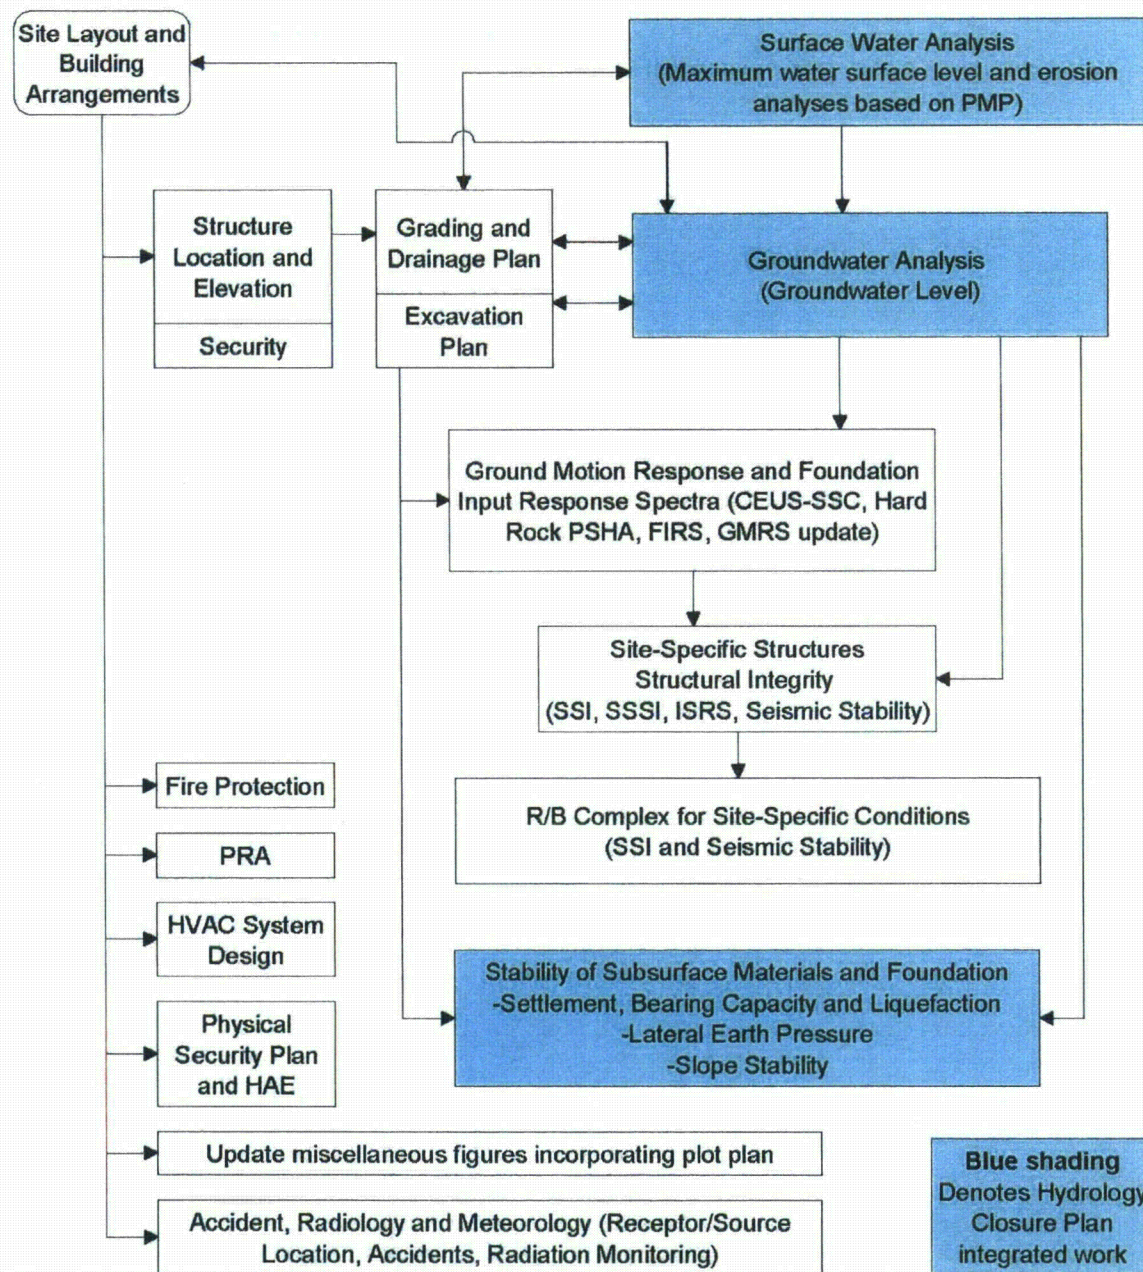 Site Layout and
Building
Arrangements
Surface Water Analysis
(Maximum water surface level and erosion
analyses based on PMP)
Structure
Location and
Elevation
Security
Grading and
Drainage Plan
Excavation
Plan
Groundwater Analysis
(Groundwater Level)
Ground Motion Response and Foundation
Input Response Spectra (CEUS-SSC, Hard
Rock PSHA, FIRS, GMRS update)
Site-Specific Structures
Structural Integrity
(SSI, SSSI, ISRS, Seismic Stability)
Fire Protection
R/B Complex for Site-Specific Conditions
(SSI and Seismic Stability)
PRA
HVAC System
Design
Stability of Subsurface Materials and Foundation
-Settlement, Bearing Capacity and Liquefaction
-Lateral Earth Pressure
-Slope Stability
Physical
Security Plan
and HAE
Update miscellaneous figures incorporating plot plan
Accident, Radiology and Meteorology (Receptor/Source
Location, Accidents, Radiation Monitoring)
Blue shading
Denotes Hydrology
Closure Plan
integrated work